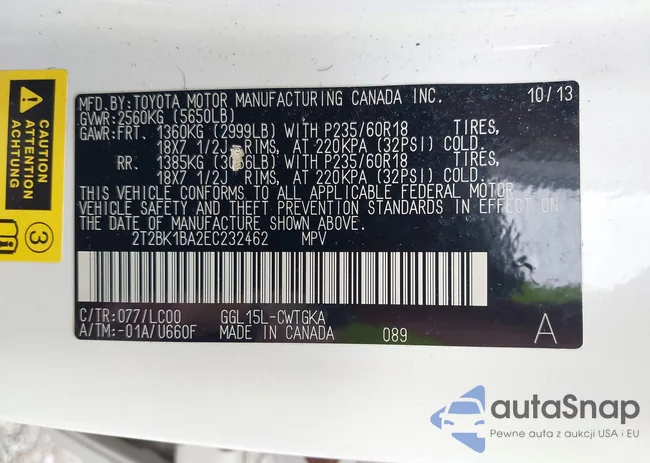 CAUTION
Attention
3
MFD.BY:TOYOTA MOTOR MANUFACTURING CANADA INC. 10/13
GVWR:2560KG (5650LB)
GAWR:FRT. 1360KG (2999LB) WITH P235/60R18 TIRES,
18X7 1/2J RIMS, AT 220KPA (32PSI) COLD.
RR. 1385KG WITH P235/60R18 TIRES,
18X7 1/2J RIMS, AT 220KPA (32PSI) COLD.
THIS VEHICLE CONFORMS TO ALL APPLICABLE FEDERAL MOTOR
VEHICLE SAFETY AND THEFT PREVENTION STANDARDS IN EFFECT ON
THE DATE OF MANUFACTURE SHOWN ABOVE.
2T2BK1BA2EC232462 MPV
C/TR:077/LC00 GGL15L-CWTGKA
A/TM:-01A/U660F MADE IN CANADA 089 A
autaSnap
Pewne auta z aukcji USA i EU